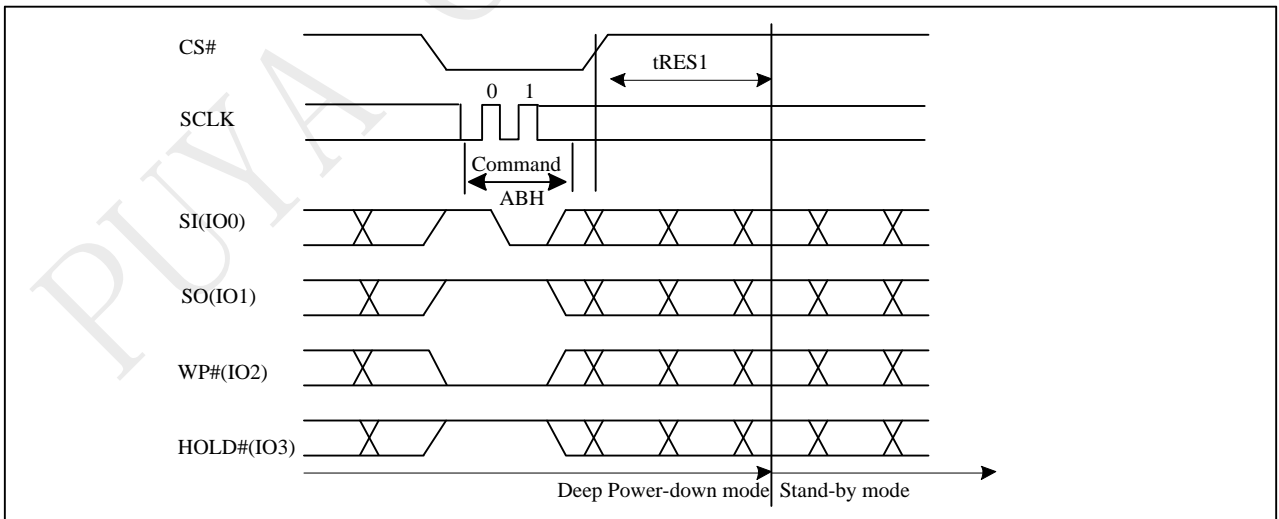 CS#
tRES1
0 1
SCLK
Command
ABH
SI(IO0)
SO(IO1)
WP#(IO2)
HOLD#(IO3)
Deep Power-down mode Stand-by mode
PUYA